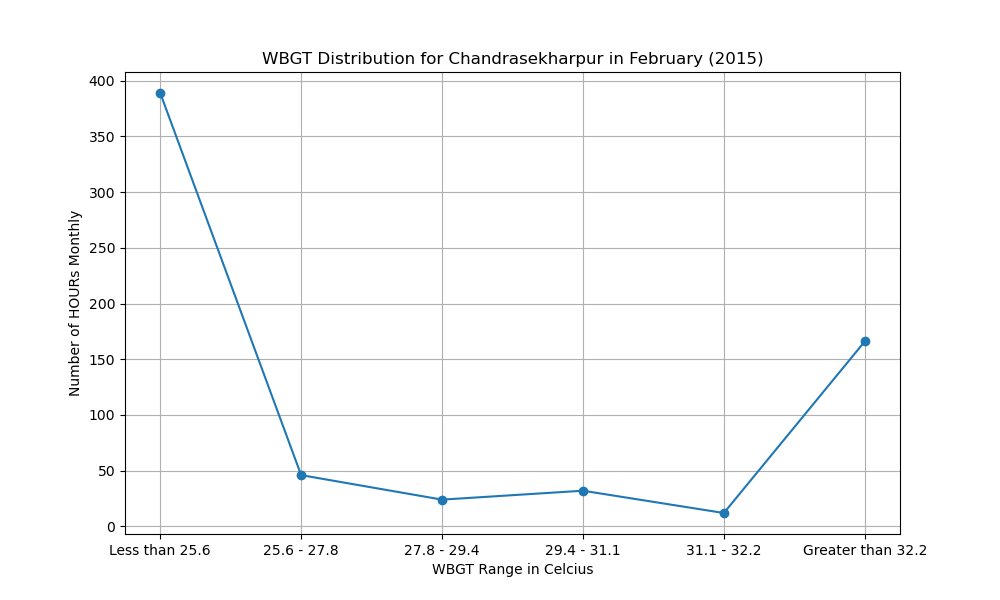 WBGT Distribution for Chandrasekharpur in February (2015)
Number of HOURs Monthly
400
350
300
250
200
150
100
50
0
Less than 25.6
25.6 - 27.8
27.8 - 29.4
29.4 - 31.1
31.1 - 32.2
Greater than 32.2
WBGT Range in Celcius